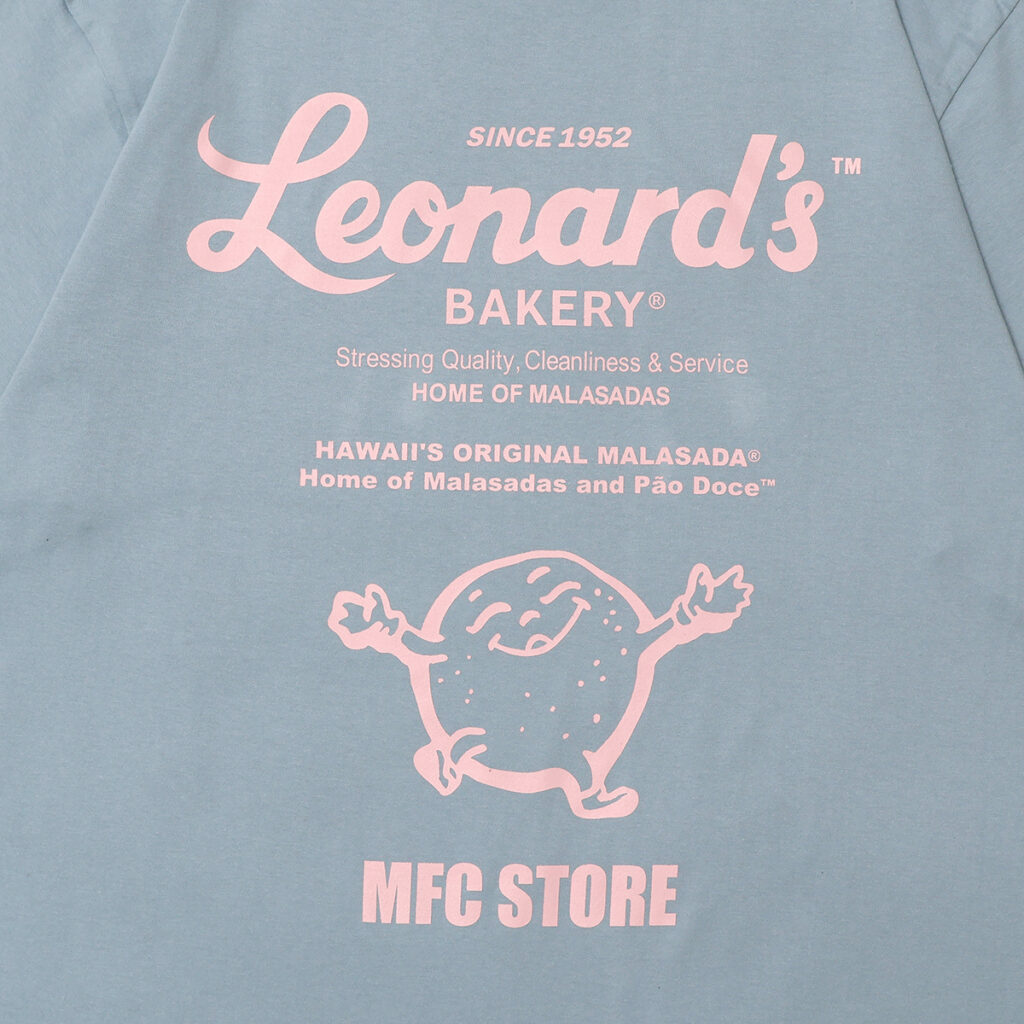 SINCE 1952
Leonard's™
BAKERY®
Stressing Quality, Cleanliness & Service
HOME OF MALASADAS
HAWAII'S ORIGINAL MALASADA®
Home of Malasadas and Pão Doce™
MFC STORE